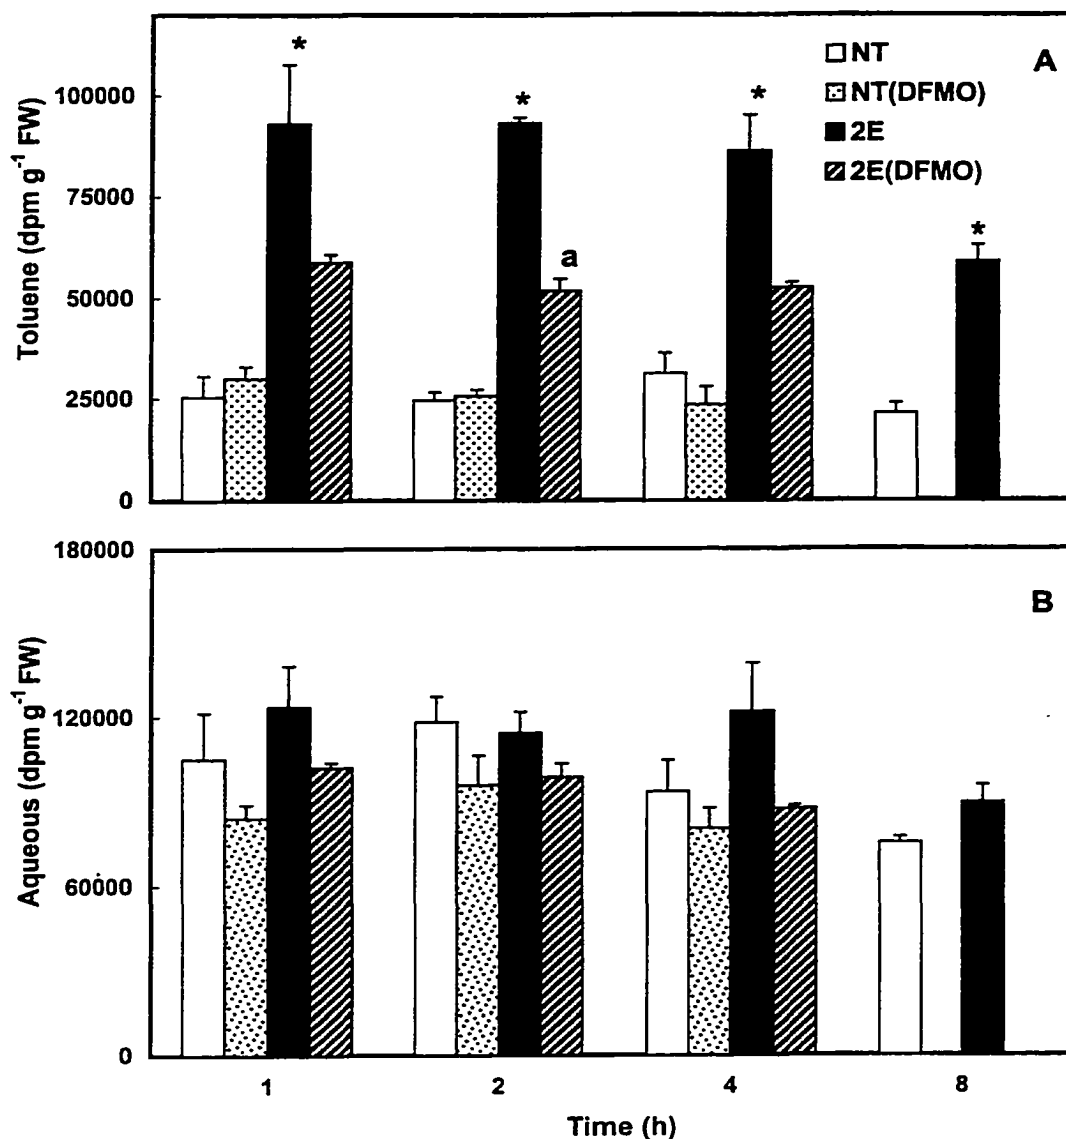 A
NT
NT(DFMO)
2E
2E(DFMO)
* * * *
a
100000
75000
50000
25000
0
Toluene (dpm g-1 FW)
B
180000
120000
60000
0
Aqueous (dpm g-1 FW)
1 2 4 8
Time (h)